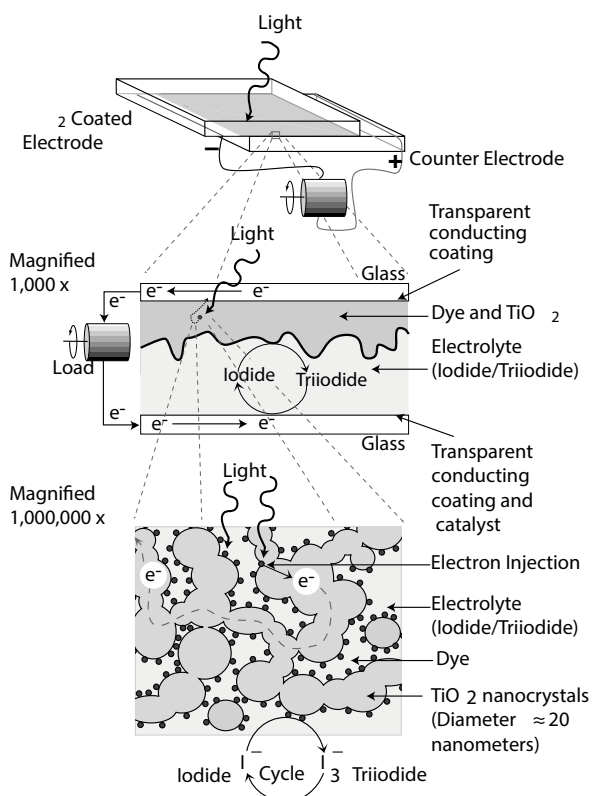 Light
2 Coated
Electrode
−
+
Counter Electrode
Light
Transparent
conducting
coating
Magnified
1,000 x
Glass
e- e- e-
Dye and TiO 2
Load
Electrolyte
(Iodide/Triiodide)
Iodide Triiodide
e- e- e-
Glass
Transparent
conducting
coating and
catalyst
Light
Magnified
1,000,000 x
Electron Injection
e- e-
Electrolyte
(Iodide/Triiodide)
Dye
TiO 2 nanocrystals
(Diameter ≈ 20
nanometers)
Iodide I− Cycle I−3 Triiodide